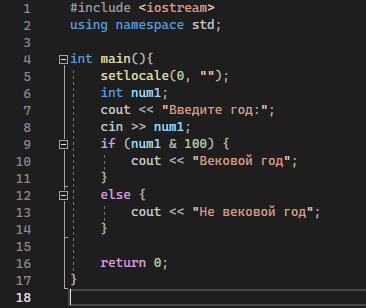 1 #include <iostream>
2 using namespace std;
3
4 int main(){
5 setlocale(0, "");
6 int num1;
7 cout << "Введите год:";
8 cin >> num1;
9 if (num1 & 100) {
10 cout << "Вековой год";
11 }
12 else {
13 cout << "Не вековой год";
14 }
15
16 return 0;
17 }
18